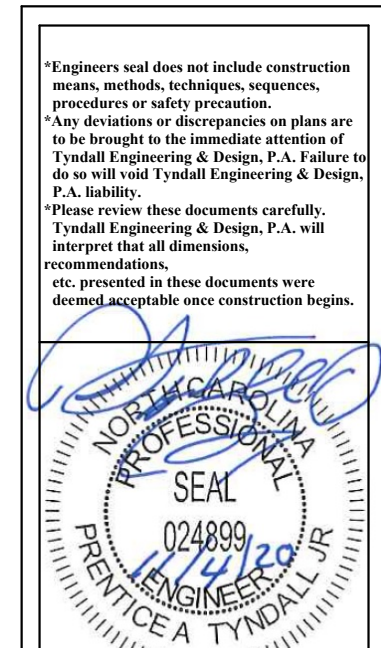 *Engineers seal does not include construction
means, methods, techniques, sequences,
procedures or safety precaution.
*Any deviations or discrepancies on plans are
to be brought to the immediate attention of
Tyndall Engineering & Design, P.A. Failure to
do so will void Tyndall Engineering & Design,
P.A. liability.
*Please review these documents carefully.
Tyndall Engineering & Design, P.A. will
interpret that all dimensions,
recommendations,
etc. presented in these documents were
deemed acceptable once construction begins.
NORTH CAROLINA
PROFESSIONAL
SEAL
024899
11/4/20
ENGINEER
PRENTICE A TYNDALL JR